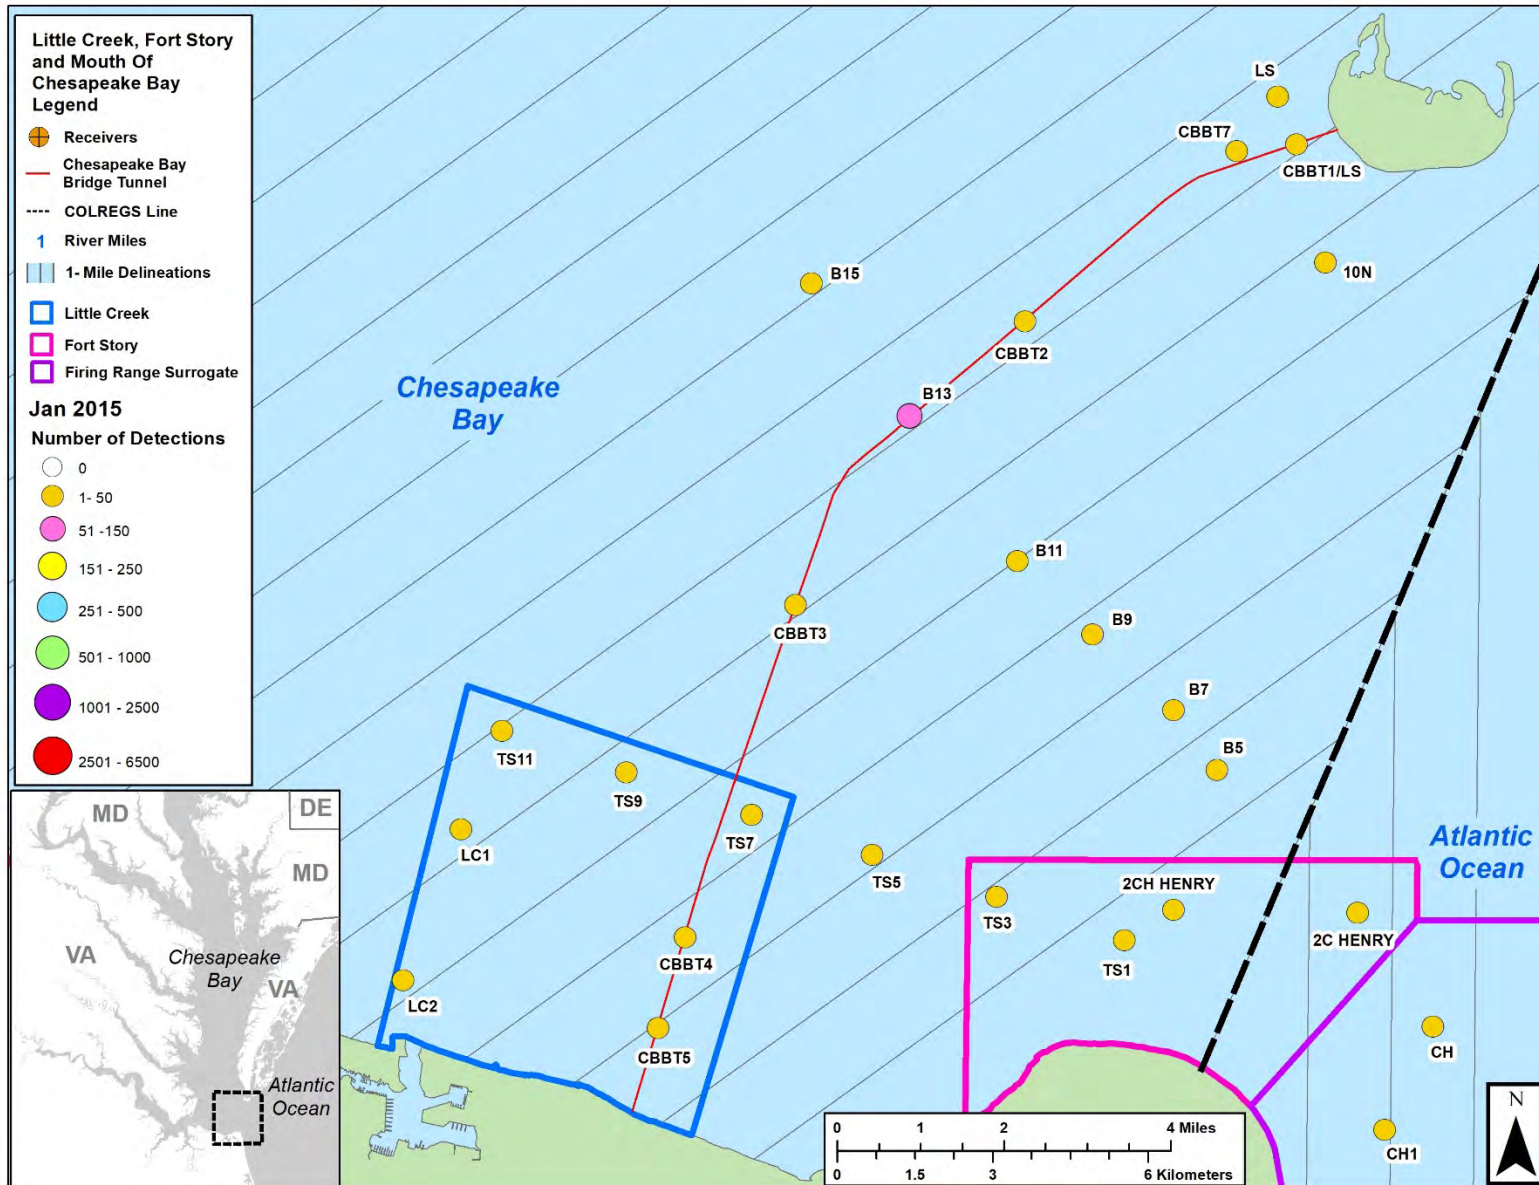 Little Creek, Fort Story
and Mouth Of
Chesapeake Bay
Legend
Receivers
Chesapeake Bay
Bridge Tunnel
COLREGS Line
1 River Miles
1- Mile Delineations
Little Creek
Fort Story
Firing Range Surrogate
Jan 2015
Number of Detections
0
1- 50
51 -150
151 - 250
251 - 500
501 - 1000
1001 - 2500
2501 - 6500
LS
CBBT7
CBBT1/LS
10N
B15
CBBT2
Chesapeake
Bay
B13
B11
CBBT3
B9
B7
B5
TS11
TS9
TS7
LC1
TS5
Atlantic
Ocean
2CH HENRY
TS3
2C HENRY
TS1
CBBT4
LC2
CH
CBBT5
CH1
MD
DE
MD
VA
Chesapeake
Bay
VA
Atlantic
Ocean
0 1 2 4 Miles
0 1.5 3 6 Kilometers
N